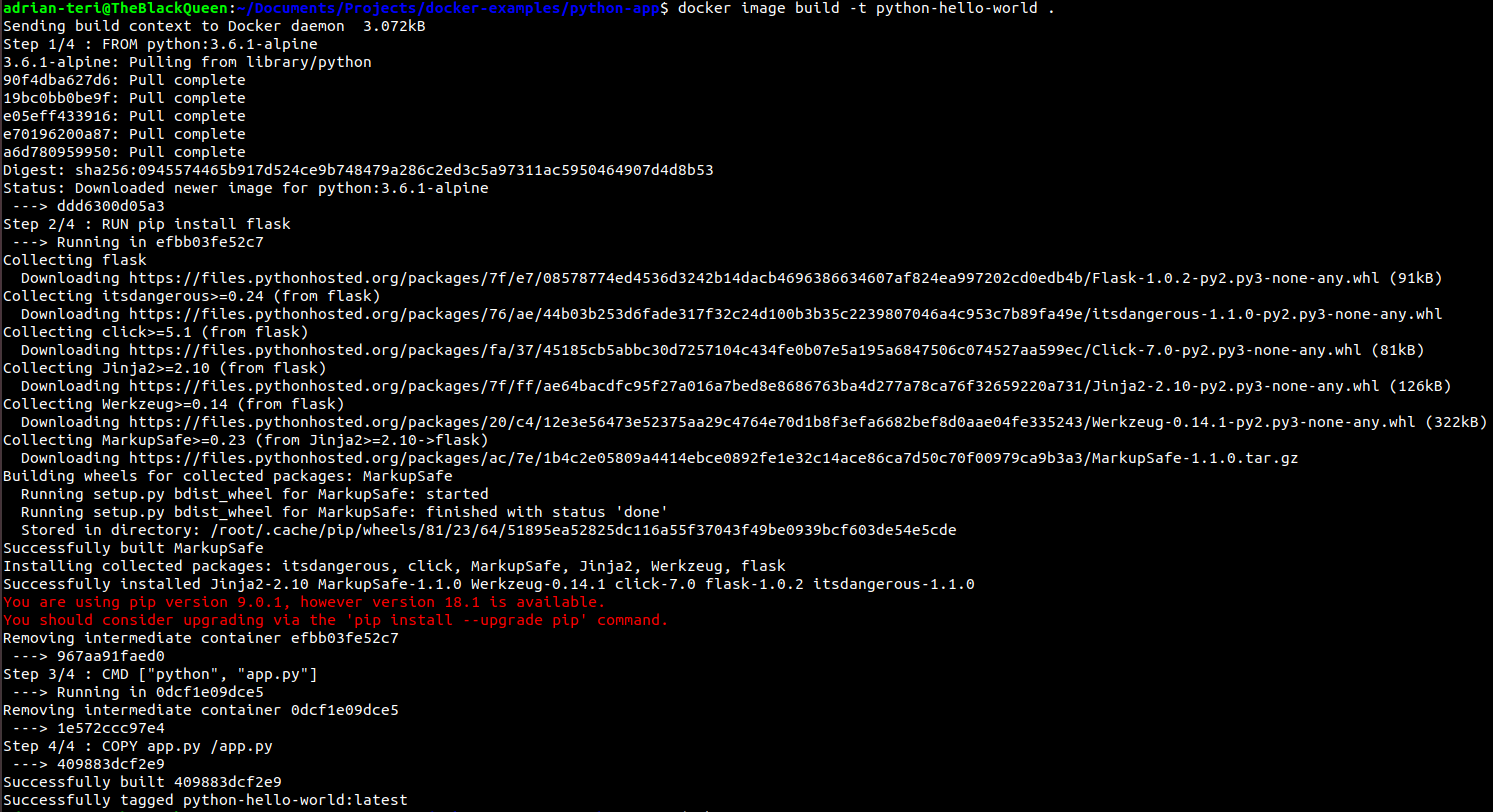 adrian-teri@TheBlackQueen:~/Documents/Projects/docker-examples/python-app$ docker image build -t python-hello-world .
Sending build context to Docker daemon  3.072kB
Step 1/4 : FROM python:3.6.1-alpine
3.6.1-alpine: Pulling from library/python
90f4dba627d6: Pull complete
19bc0bb0be9f: Pull complete
e05eff433916: Pull complete
e70196200a87: Pull complete
a6d780959950: Pull complete
Digest: sha256:0945574465b917d524ce9b748479a286c2ed3c5a97311ac5950464907d4d8b53
Status: Downloaded newer image for python:3.6.1-alpine
 ---> ddd6300d05a3
Step 2/4 : RUN pip install flask
 ---> Running in efbb03fe52c7
Collecting flask
  Downloading https://files.pythonhosted.org/packages/7f/e7/08578774ed4536d3242b14dacb4696386634607af824ea997202cd0edb4b/Flask-1.0.2-py2.py3-none-any.whl (91kB)
Collecting itsdangerous>=0.24 (from flask)
  Downloading https://files.pythonhosted.org/packages/76/ae/44b03b253d6fade317f32c24d100b3b35c2239807046a4c953c7b89fa49e/itsdangerous-1.1.0-py2.py3-none-any.whl
Collecting click>=5.1 (from flask)
  Downloading https://files.pythonhosted.org/packages/fa/37/45185cb5abbc30d7257104c434fe0b07e5a195a6847506c074527aa599ec/Click-7.0-py2.py3-none-any.whl (81kB)
Collecting Jinja2>=2.10 (from flask)
  Downloading https://files.pythonhosted.org/packages/7f/ff/ae64bacdfc95f27a016a7bed8e8686763ba4d277a78ca76f32659220a731/Jinja2-2.10-py2.py3-none-any.whl (126kB)
Collecting Werkzeug>=0.14 (from flask)
  Downloading https://files.pythonhosted.org/packages/20/c4/12e3e56473e52375aa29c4764e70d1b8f3efa6682bef8d0aae04fe335243/Werkzeug-0.14.1-py2.py3-none-any.whl (322kB)
Collecting MarkupSafe>=0.23 (from Jinja2>=2.10->flask)
  Downloading https://files.pythonhosted.org/packages/ac/7e/1b4c2e05809a4414ebce0892fe1e32c14ace86ca7d50c70f00979ca9b3a3/MarkupSafe-1.1.0.tar.gz
Building wheels for collected packages: MarkupSafe
  Running setup.py bdist_wheel for MarkupSafe: started
  Running setup.py bdist_wheel for MarkupSafe: finished with status 'done'
  Stored in directory: /root/.cache/pip/wheels/81/23/64/51895ea52825dc116a55f37043f49be0939bcf603de54e5cde
Successfully built MarkupSafe
Installing collected packages: itsdangerous, click, MarkupSafe, Jinja2, Werkzeug, flask
Successfully installed Jinja2-2.10 MarkupSafe-1.1.0 Werkzeug-0.14.1 click-7.0 flask-1.0.2 itsdangerous-1.1.0
You are using pip version 9.0.1, however version 18.1 is available.
You should consider upgrading via the 'pip install --upgrade pip' command.
Removing intermediate container efbb03fe52c7
 ---> 967aa91faed0
Step 3/4 : CMD ["python", "app.py"]
 ---> Running in 0dcf1e09dce5
Removing intermediate container 0dcf1e09dce5
 ---> 1e572ccc97e4
Step 4/4 : COPY app.py /app.py
 ---> 409883dcf2e9
Successfully built 409883dcf2e9
Successfully tagged python-hello-world:latest